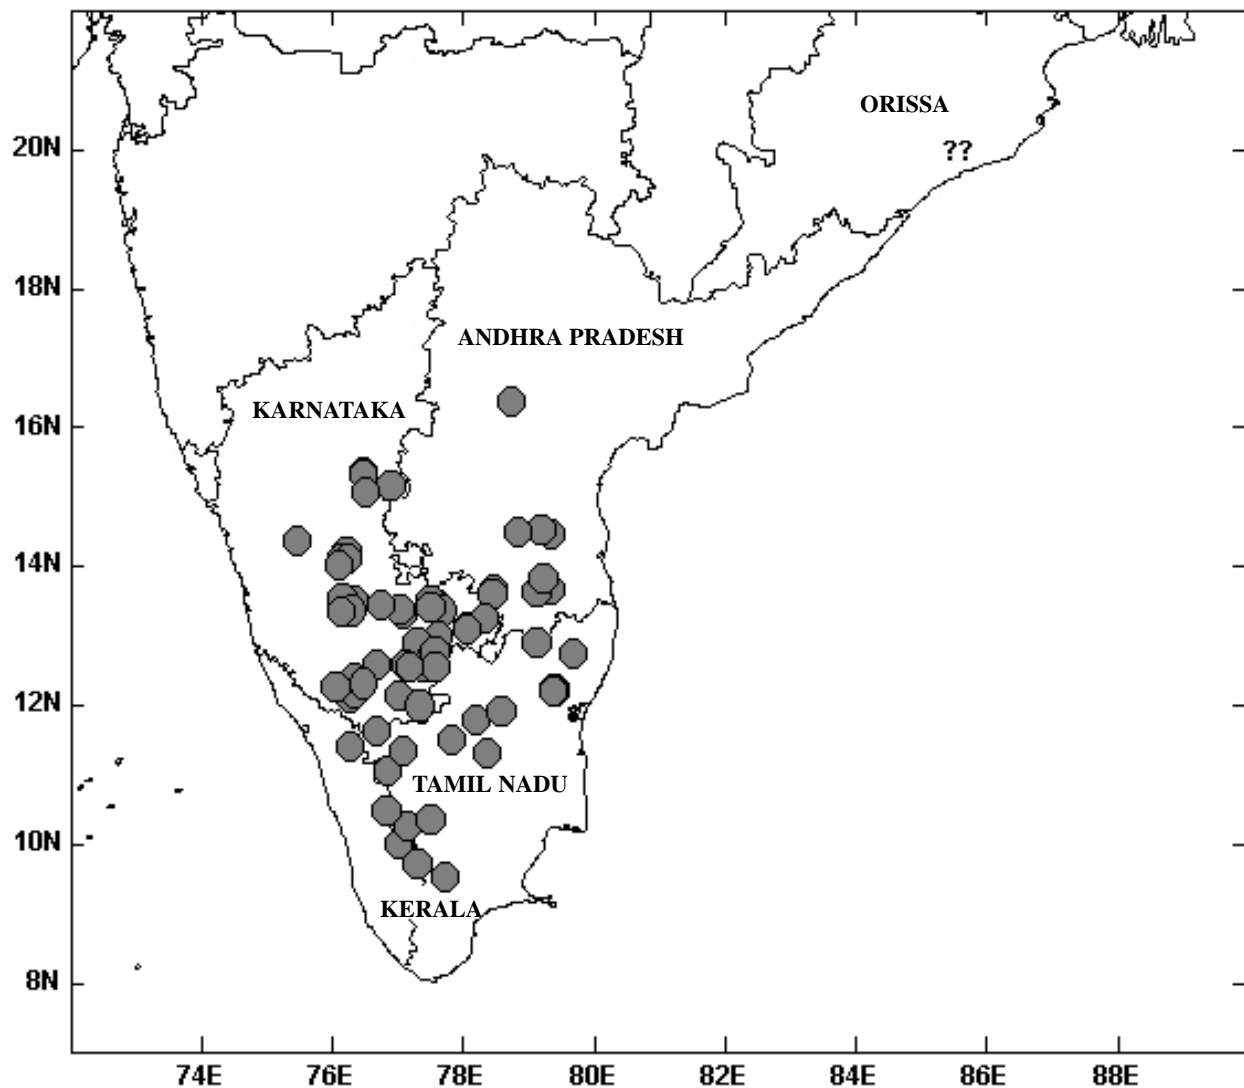 ORISSA
20N
??
18N
ANDHRA PRADESH
KARNATAKA
16N
14N
12N
TAMIL NADU
10N
KERALA
8N
74E 76E 78E 80E 82E 84E 86E 88E